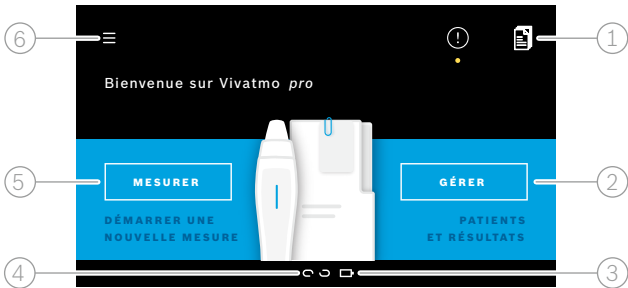 6
1
Bienvenue sur Vivatmo pro
5
MESURER
GÉRER
2
DÉMARRER UNE
NOUVELLE MESURE
PATIENTS
ET RÉSULTATS
4
3